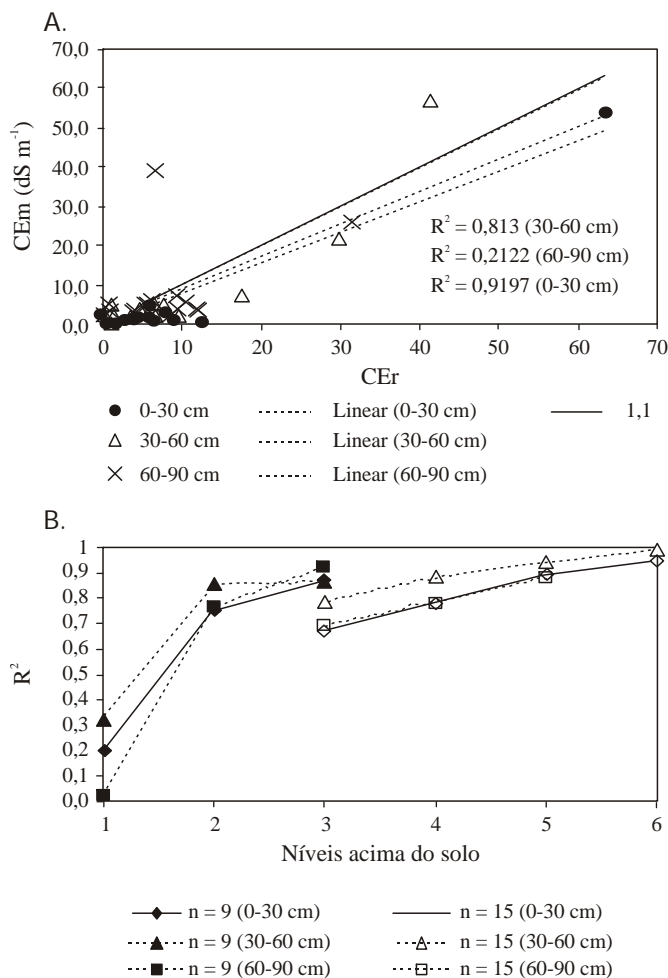 A.
70,0
60,0
50,0
40,0
30,0
20,0
10,0
0,0
CEm (dS m⁻¹)
R² = 0,813 (30-60 cm)
R² = 0,2122 (60-90 cm)
R² = 0,9197 (0-30 cm)
0 10 20 30 40 50 60 70
CEr
0-30 cm Linear (0-30 cm) 1,1
30-60 cm Linear (30-60 cm)
60-90 cm Linear (60-90 cm)
B.
1
0,9
0,8
0,7
0,6
0,5
0,4
0,3
0,2
0,1
0,0
R²
1 2 3 4 5 6
Níveis acima do solo
n = 9 (0-30 cm) n = 15 (0-30 cm)
n = 9 (30-60 cm) n = 15 (30-60 cm)
n = 9 (60-90 cm) n = 15 (60-90 cm)